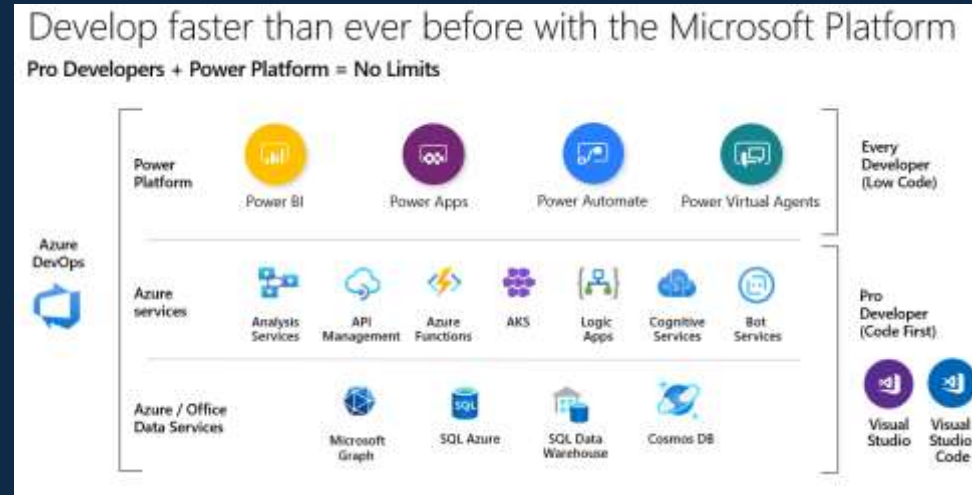 Develop faster than ever before with the Microsoft Platform
Pro Developers + Power Platform = No Limits
Power
Platform
Power BI
Power Apps
Power Automate
Power Virtual Agents
Every
Developer
(Low Code)
Azure
DevOps
Azure
services
Analysis
Services
API
Management
Azure
Functions
AKS
Logic
Apps
Cognitive
Services
Bot
Services
Pro
Developer
(Code First)
Azure / Office
Data Services
Microsoft
Graph
SQL
SQL Azure
SQL Data
Warehouse
Cosmos DB
Visual
Studio
Visual
Studio
Code